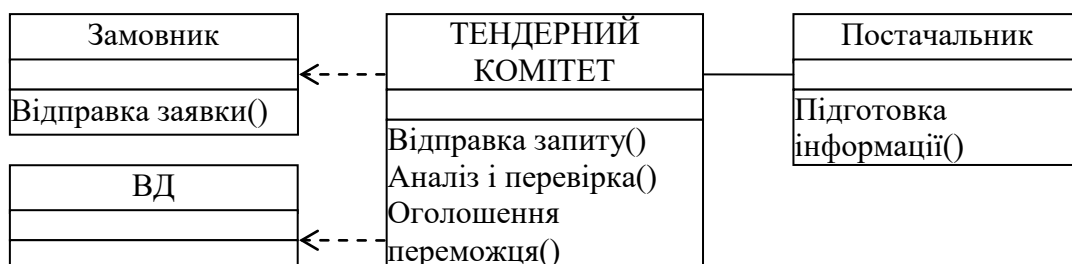 Замовник
Відправка заявки()
ВД
ТЕНДЕРНИЙ
КОМІТЕТ
Відправка запиту()
Аналіз і перевірка()
Оголошення
переможця()
Постачальник
Підготовка
інформації()